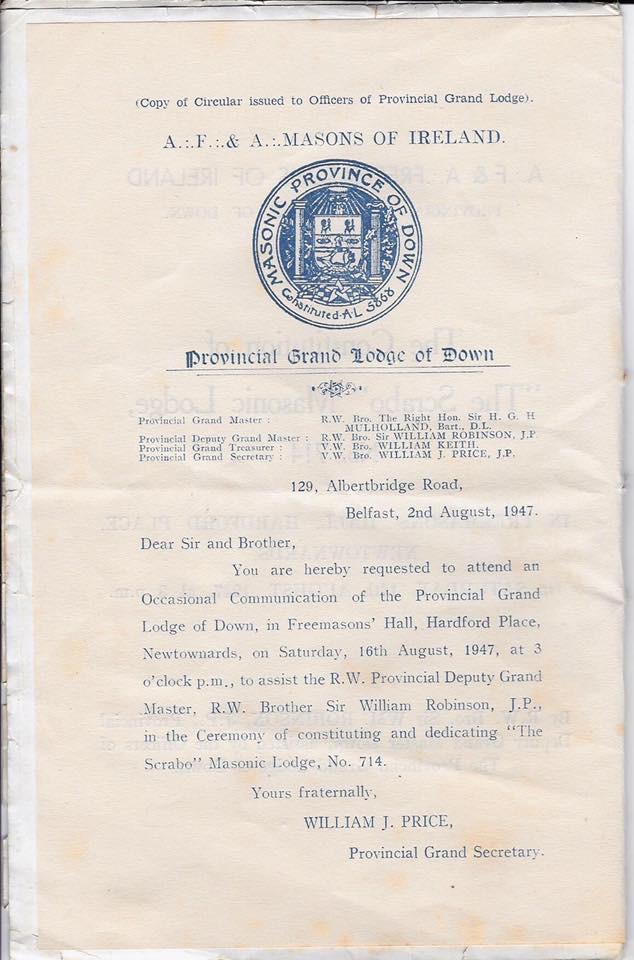 (Copy of Circular issued to Officers of Provincial Grand Lodge).
A.:.F.:.& A.:.MASONS OF IRELAND.
MASONIC PROVINCE OF DOWN
Constituted·A·L 5868
Provincial Grand Lodge of Down
Provincial Grand Master : R.W. Bro. The Right Hon. Sir H. G. H
MULHOLLAND, Bart., D.L.
Provincial Deputy Grand Master : R.W. Bro. Sir WILLIAM ROBINSON, J.P
Provincial Grand Treasurer : V.W. Bro. WILLIAM KEITH.
Provincial Grand Secretary : V.W. Bro. WILLIAM J. PRICE, J.P.
129, Albertbridge Road,
Belfast, 2nd August, 1947.
Dear Sir and Brother,
You are hereby requested to attend an
Occasional Communication of the Provincial Grand
Lodge of Down, in Freemasons' Hall, Hardford Place,
Newtownards, on Saturday, 16th August, 1947, at 3
o'clock p.m., to assist the R.W. Provincial Deputy Grand
Master, R.W. Brother Sir William Robinson, J.P.,
in the Ceremony of constituting and dedicating "The
Scrabo" Masonic Lodge, No. 714.
Yours fraternally,
WILLIAM J. PRICE,
Provincial Grand Secretary.